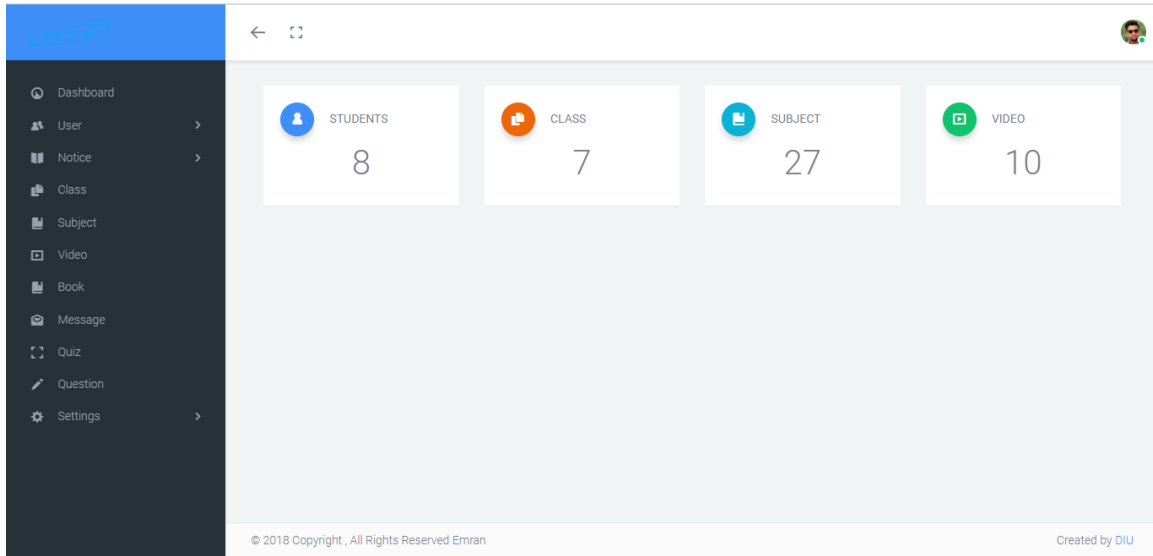 Dashboard
User
Notice
Class
Subject
Video
Book
Message
Quiz
Question
Settings
STUDENTS
8
CLASS
7
SUBJECT
27
VIDEO
10
© 2018 Copyright , All Rights Reserved Emran
Created by DIU